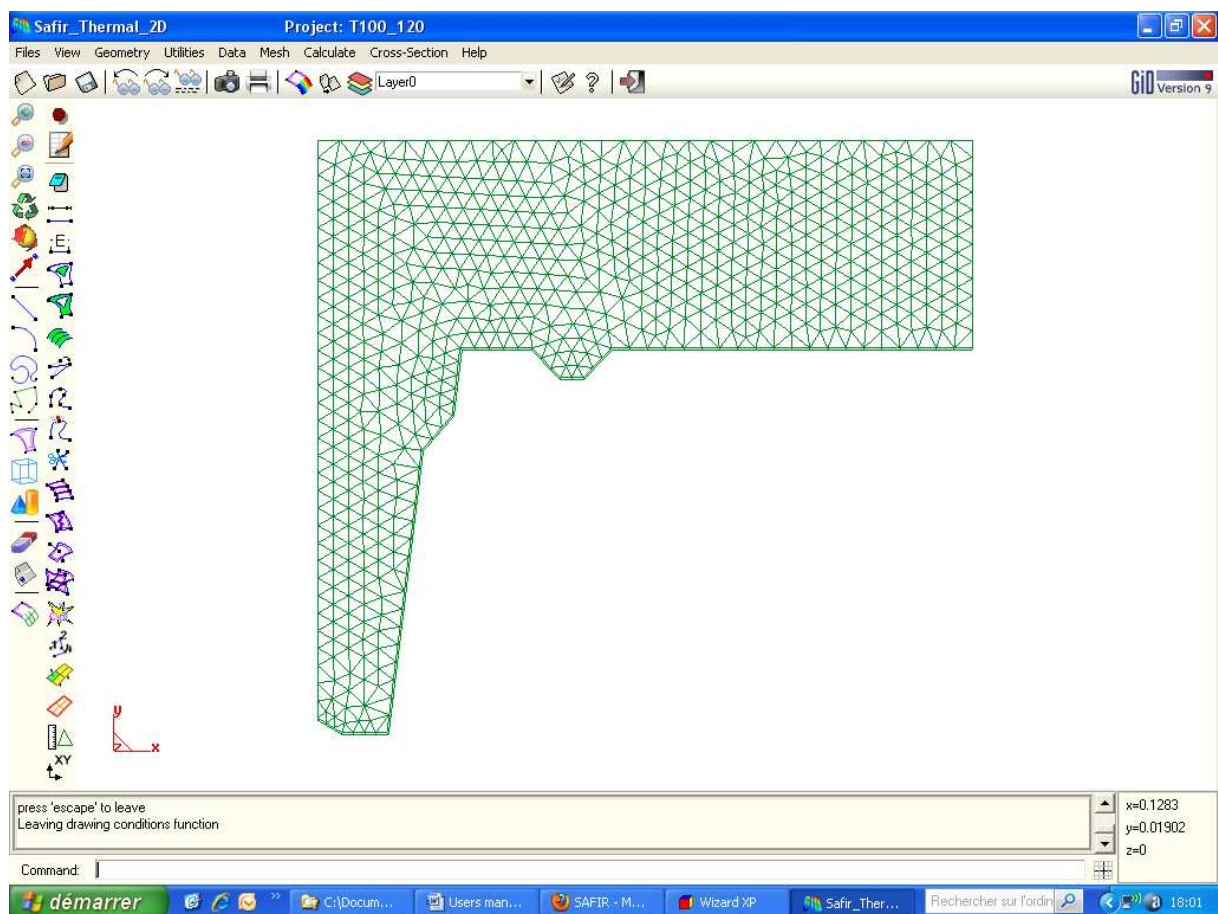 Safir_Thermal_2D Project: T100_120
Files View Geometry Utilities Data Mesh Calculate Cross-Section Help
Layer0
GiD Version 9
E
XY
y
z x
press 'escape' to leave
Leaving drawing conditions function
x=0.1283
y=0.01902
z=0
Command:
démarrer C:\Docum... Users man... SAFIR - M... Wizard XP Safir_Ther... Rechercher sur l'ordin 18:01